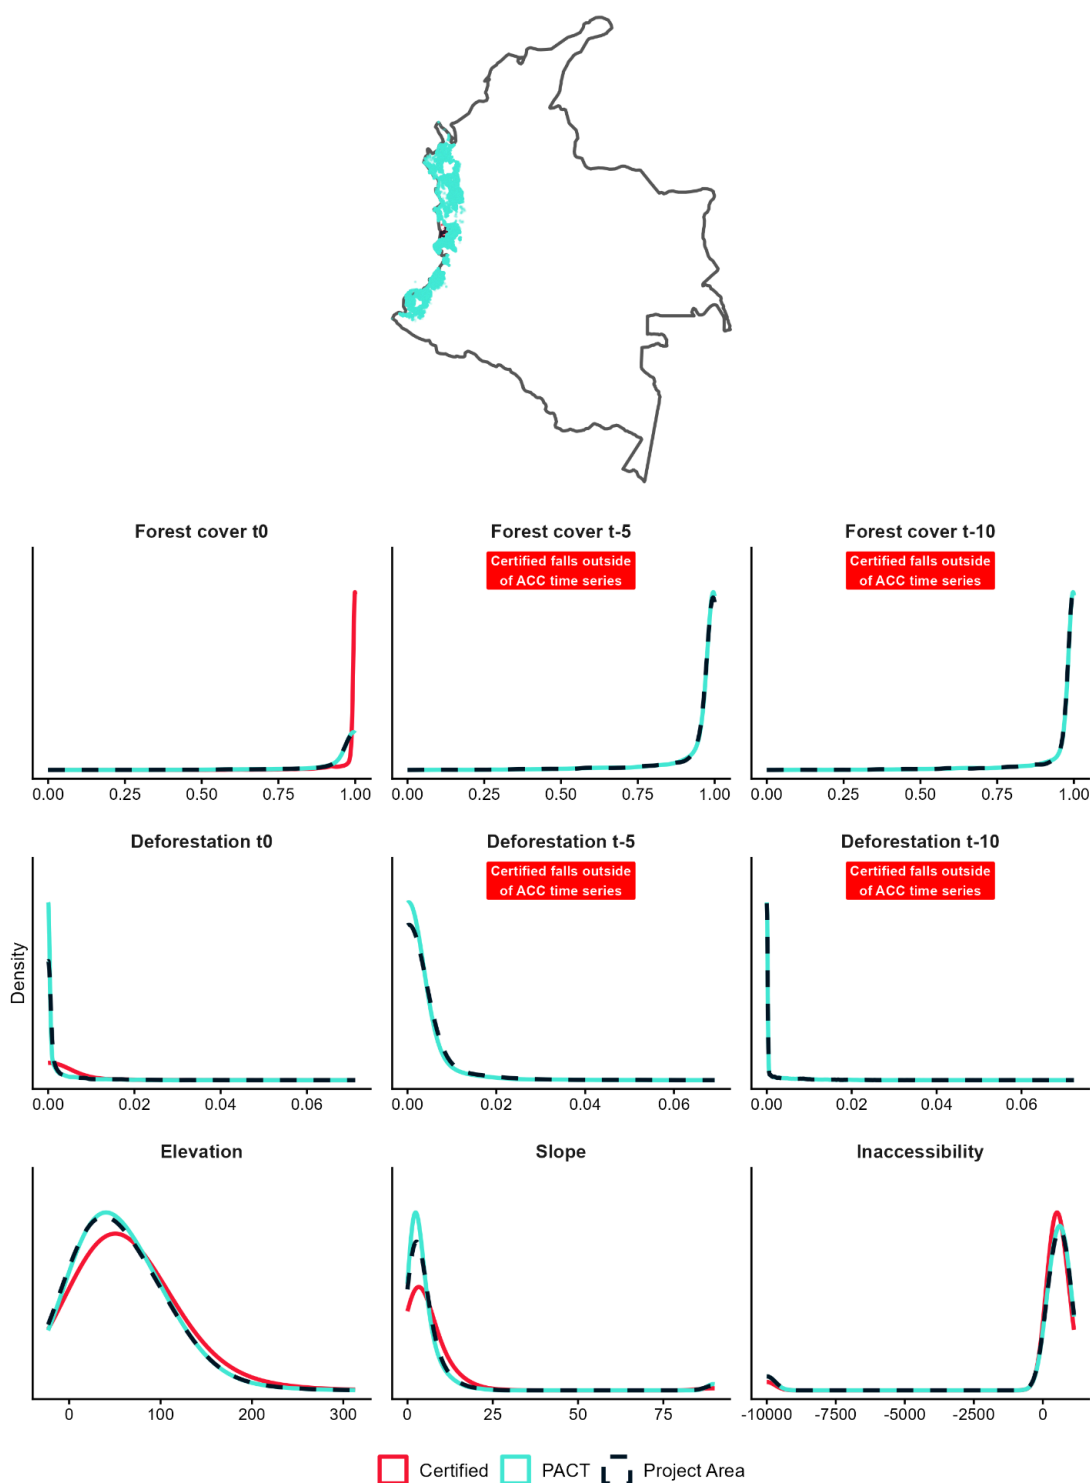 Forest cover t0
Forest cover t-5
Forest cover t-10
Certified falls outside
of ACC time series
Certified falls outside
of ACC time series
0.00 0.25 0.50 0.75 1.00
0.00 0.25 0.50 0.75 1.00
0.00 0.25 0.50 0.75 1.00
Deforestation t0
Deforestation t-5
Deforestation t-10
Certified falls outside
of ACC time series
Certified falls outside
of ACC time series
Density
0.00 0.02 0.04 0.06
0.00 0.02 0.04 0.06
0.00 0.02 0.04 0.06
Elevation
Slope
Inaccessibility
0 100 200 300
0 25 50 75
-10000 -7500 -5000 -2500 0
Certified PACT Project Area